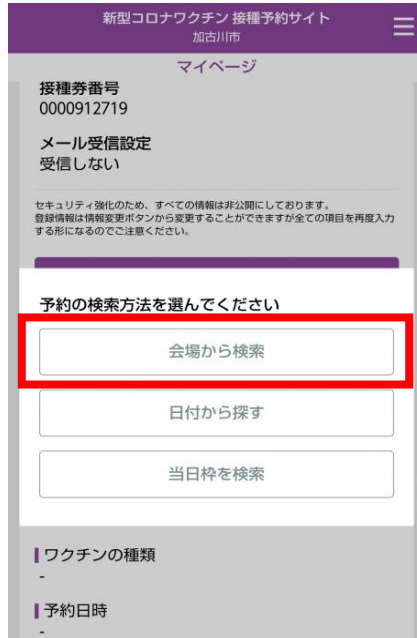 新型コロナワクチン 接種予約サイト
加古川市
マイページ
接種券番号
0000912719
メール受信設定
受信しない
セキュリティ強化のため、すべての情報は非公開にしております。
登録情報は情報変更ボタンから変更することができますが全ての項目を再度入力
する形になるのでご注意ください。
予約の検索方法を選んでください
会場から検索
日付から探す
当日枠を検索
ワクチンの種類
-
予約日時
-